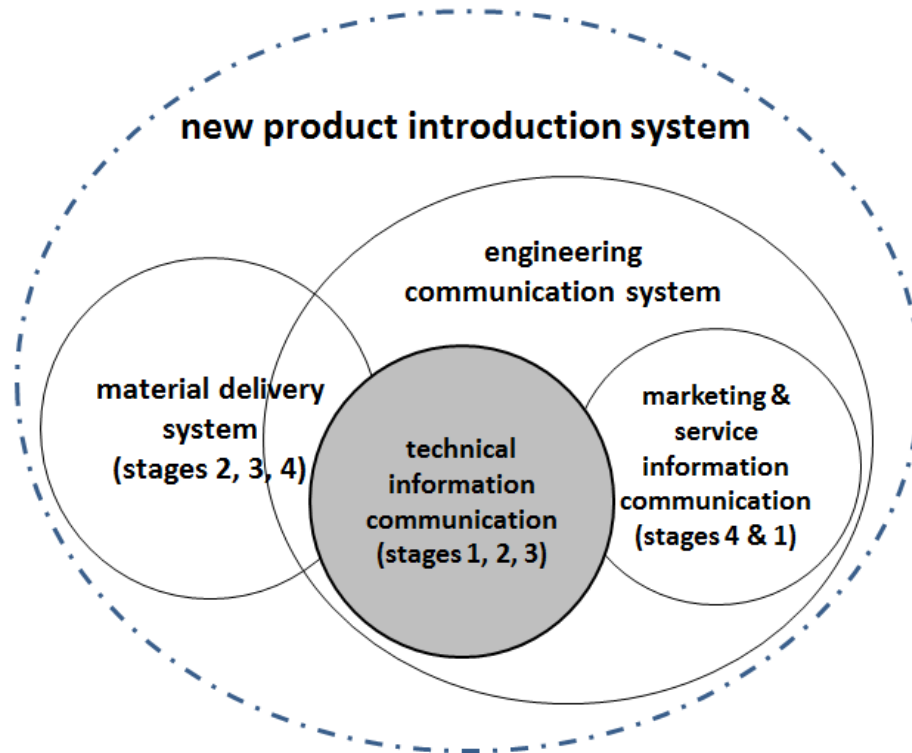 new product introduction system
engineering
communication system
material delivery
system
(stages 2, 3, 4)
technical
information
communication
(stages 1, 2, 3)
marketing &
service
information
communication
(stages 4 & 1)